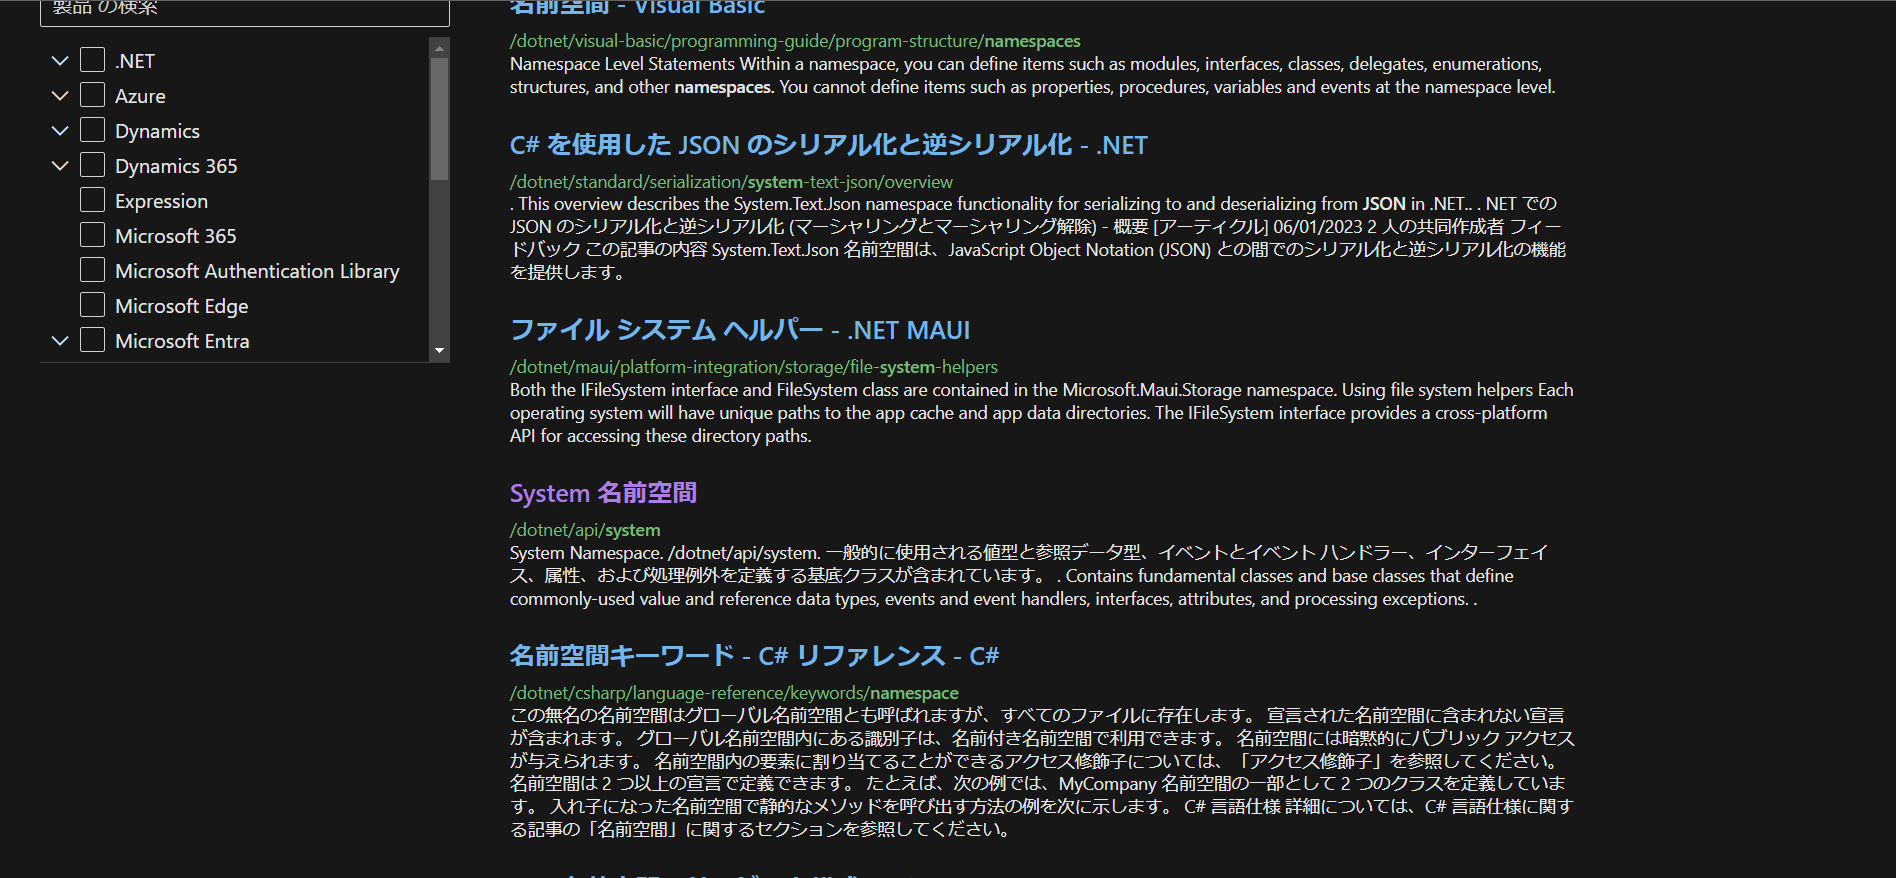 製品 の検索
.NET
Azure
Dynamics
Dynamics 365
Expression
Microsoft 365
Microsoft Authentication Library
Microsoft Edge
Microsoft Entra
名前空間 - Visual Basic
/dotnet/visual-basic/programming-guide/program-structure/namespaces
Namespace Level Statements Within a namespace, you can define items such as modules, interfaces, classes, delegates, enumerations,
structures, and other namespaces. You cannot define items such as properties, procedures, variables and events at the namespace level.
C# を使用した JSON のシリアル化と逆シリアル化 - .NET
/dotnet/standard/serialization/system-text-json/overview
. This overview describes the System.Text.Json namespace functionality for serializing to and deserializing from JSON in .NET.. . NET での
JSON のシリアル化と逆シリアル化 (マーシャリングとマーシャリング解除) - 概要 [アーティクル] 06/01/2023 2 人の共同作成者 フィー
ドバック この記事の内容 System.Text.Json 名前空間は、JavaScript Object Notation (JSON) との間でのシリアル化と逆シリアル化の機能
を提供します。
ファイル システム ヘルパー - .NET MAUI
/dotnet/maui/platform-integration/storage/file-system-helpers
Both the IFileSystem interface and FileSystem class are contained in the Microsoft.Maui.Storage namespace. Using file system helpers Each
operating system will have unique paths to the app cache and app data directories. The IFileSystem interface provides a cross-platform
API for accessing these directory paths.
System 名前空間
/dotnet/api/system
System Namespace. /dotnet/api/system. 一般的に使用される値型と参照データ型、イベントとイベント ハンドラー、インターフェイ
ス、属性、および処理例外を定義する基底クラスが含まれています。 . Contains fundamental classes and base classes that define
commonly-used value and reference data types, events and event handlers, interfaces, attributes, and processing exceptions. .
名前空間キーワード - C# リファレンス - C#
/dotnet/csharp/language-reference/keywords/namespace
この無名の名前空間はグローバル名前空間とも呼ばれますが、すべてのファイルに存在します。 宣言された名前空間に含まれない宣言
が含まれます。 グローバル名前空間内にある識別子は、名前付き名前空間で利用できます。 名前空間には暗黙的にパブリック アクセス
が与えられます。 名前空間内の要素に割り当てることができるアクセス修飾子については、「アクセス修飾子」を参照してください。
名前空間は 2 つ以上の宣言で定義できます。 たとえば、次の例では、MyCompany 名前空間の一部として 2 つのクラスを定義していま
す。 入れ子になった名前空間で静的なメソッドを呼び出す方法の例を次に示します。 C# 言語仕様 詳細については、C# 言語仕様に関す
る記事の「名前空間」に関するセクションを参照してください。